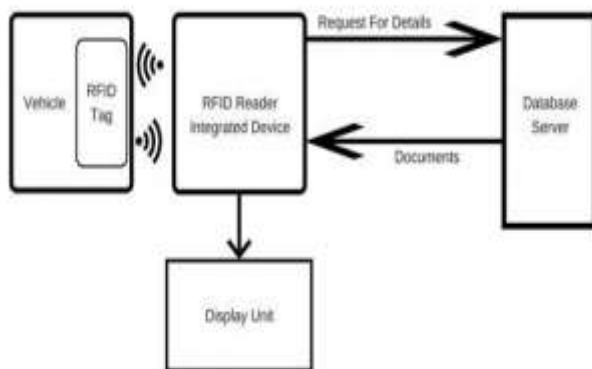 Request For Details
Vehicle
RFID
Tag
RFID Reader
Integrated Device
Database
Server
Documents
Display Unit